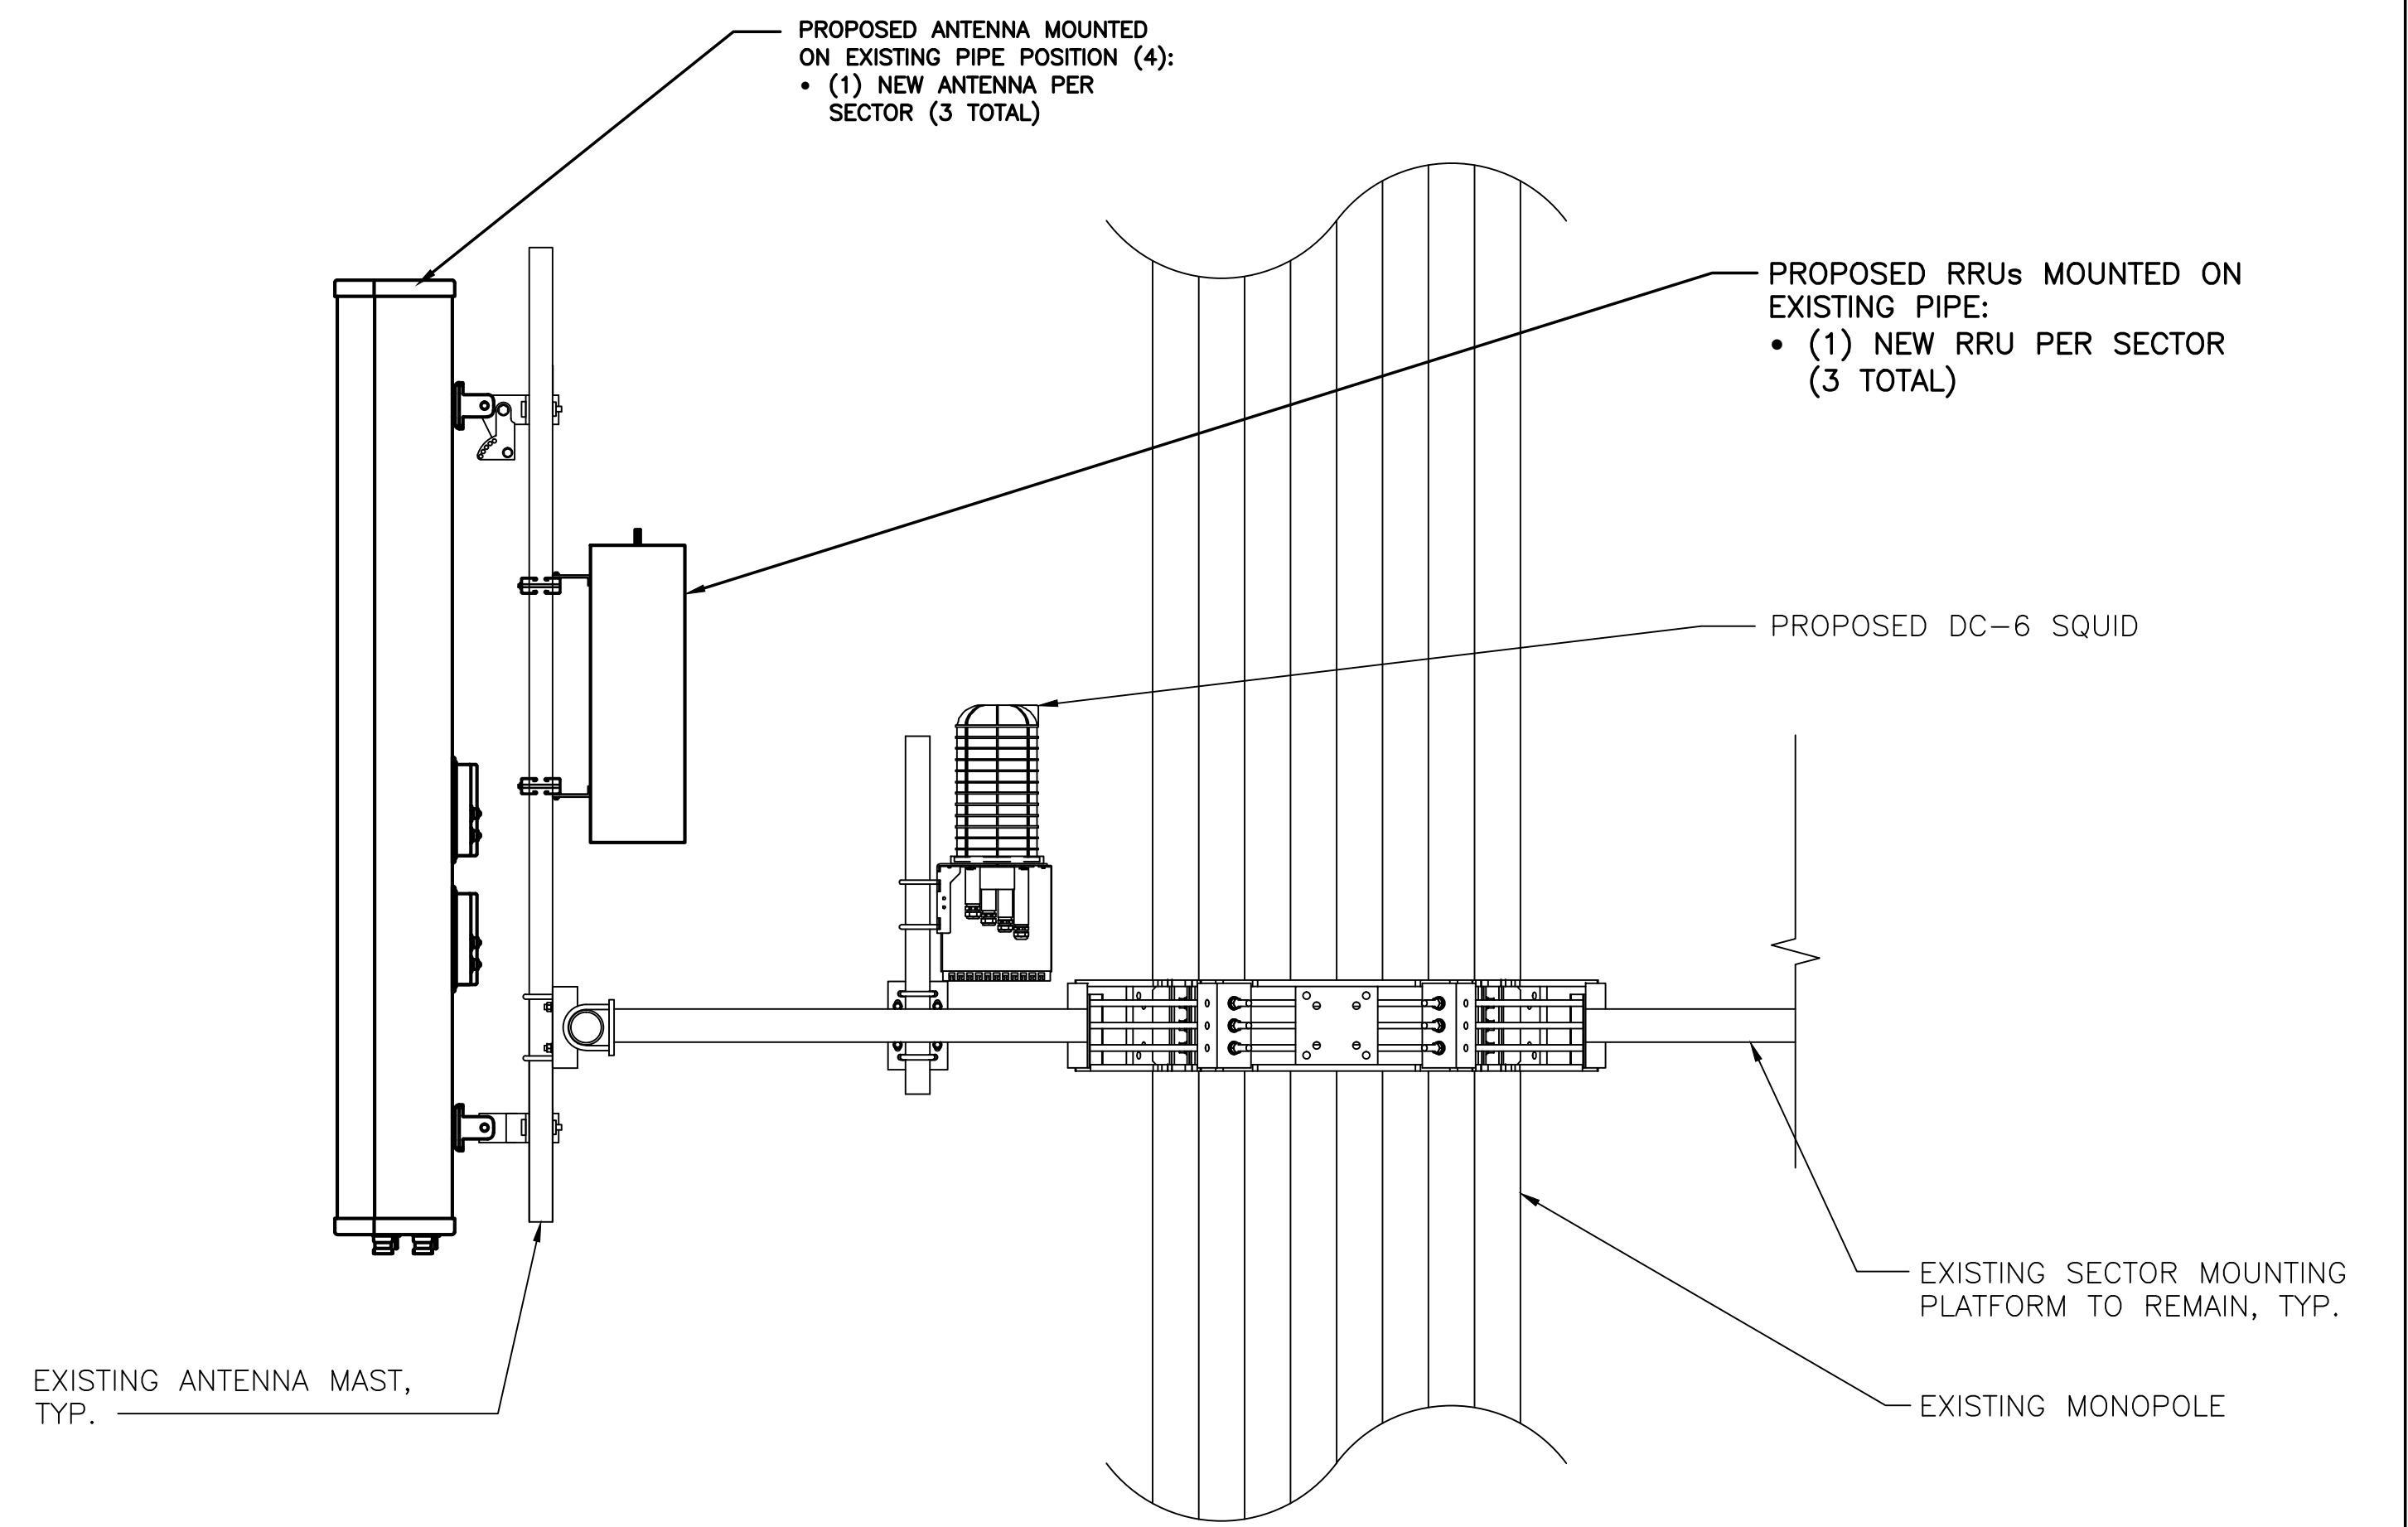 PROPOSED ANTENNA MOUNTED
ON EXISTING PIPE POSITION (4):
• (1) NEW ANTENNA PER
SECTOR (3 TOTAL)
PROPOSED RRUs MOUNTED ON
EXISTING PIPE:
• (1) NEW RRU PER SECTOR
(3 TOTAL)
PROPOSED DC-6 SQUID
EXISTING SECTOR MOUNTING
PLATFORM TO REMAIN, TYP.
EXISTING ANTENNA MAST,
TYP.
EXISTING MONOPOLE